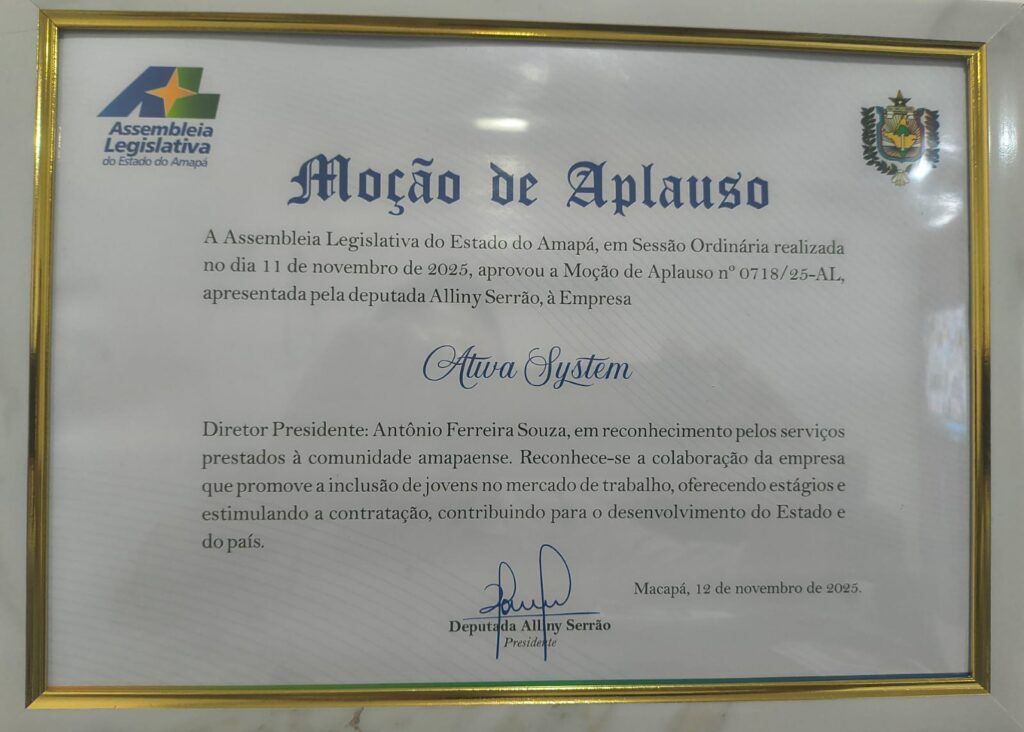 Assembleia
Legislativa
do Estado do Amapá
Moção de Aplauso
A Assembleia Legislativa do Estado do Amapá, em Sessão Ordinária realizada
no dia 11 de novembro de 2025, aprovou a Moção de Aplauso nº 0718/25-AL,
apresentada pela deputada Alliny Serrão, à Empresa
Ativa System
Diretor Presidente: Antônio Ferreira Souza, em reconhecimento pelos serviços
prestados à comunidade amapaense. Reconhece-se a colaboração da empresa
que promove a inclusão de jovens no mercado de trabalho, oferecendo estágios e
estimulando a contratação, contribuindo para o desenvolvimento do Estado e
do país.
Macapá, 12 de novembro de 2025.
Deputada Alliny Serrão
Presidente